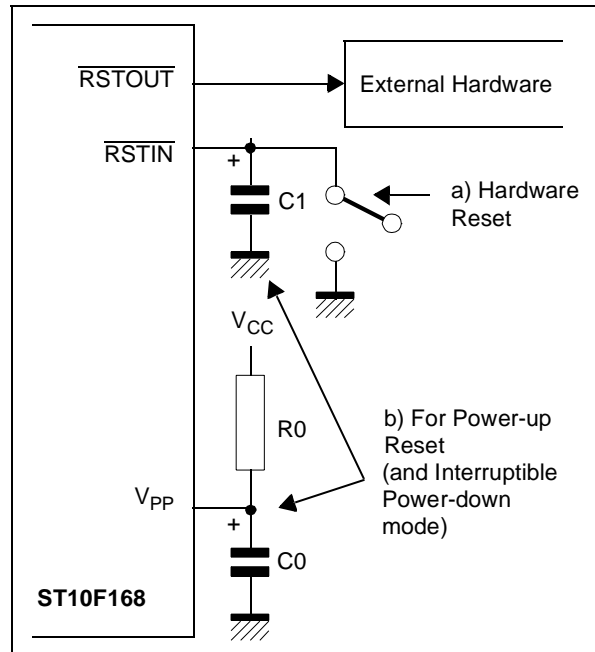 RSTOUT
External Hardware
RSTIN
+
C1
a) Hardware
Reset
VCC
R0
b) For Power-up
Reset
(and Interruptible
Power-down
mode)
VPP
+
C0
ST10F168